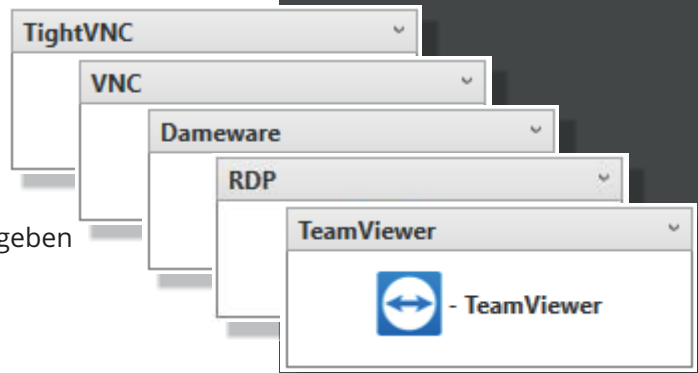 TightVNC
VNC
Dameware
RDP
geben
TeamViewer
- TeamViewer